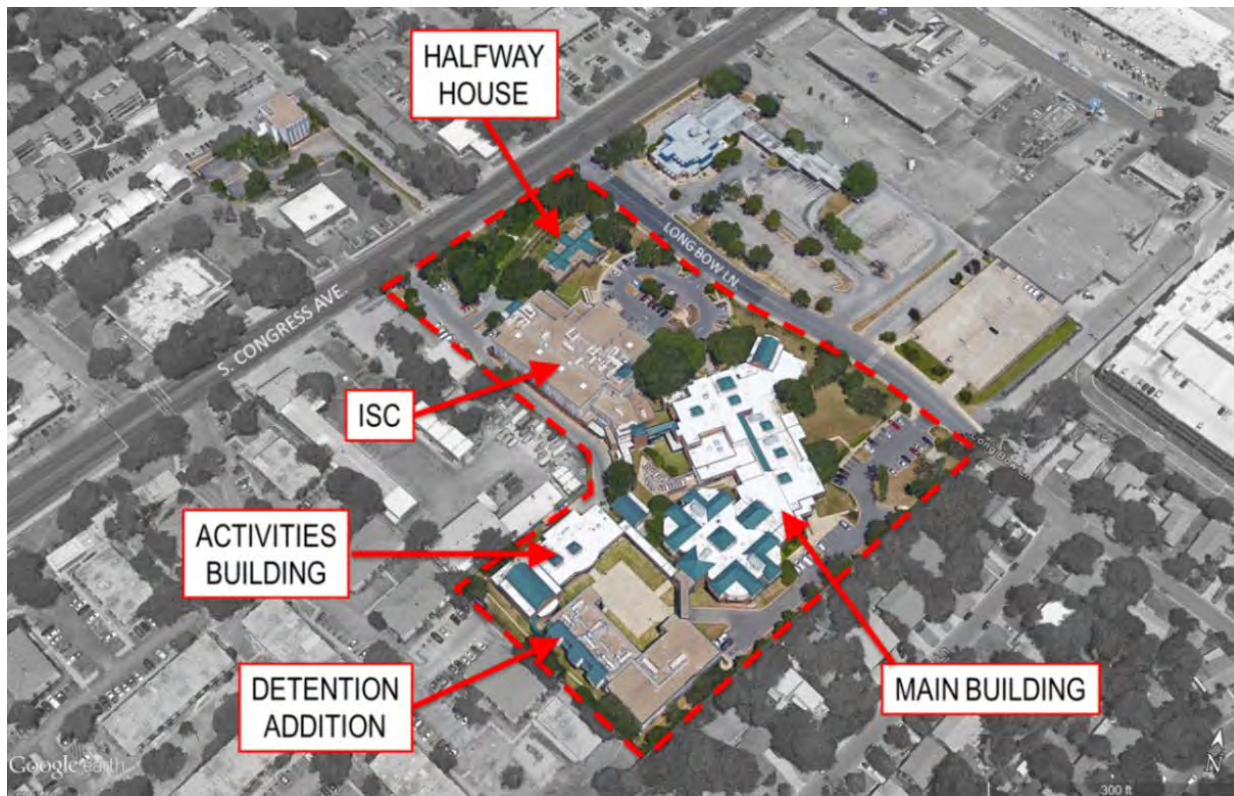 HALFWAY
HOUSE
LONG BOW LN.
S. CONGRESS AVE.
ISC
ACTIVITIES
BUILDING
DETENTION
ADDITION
MAIN BUILDING
Google earth
N
300 ft